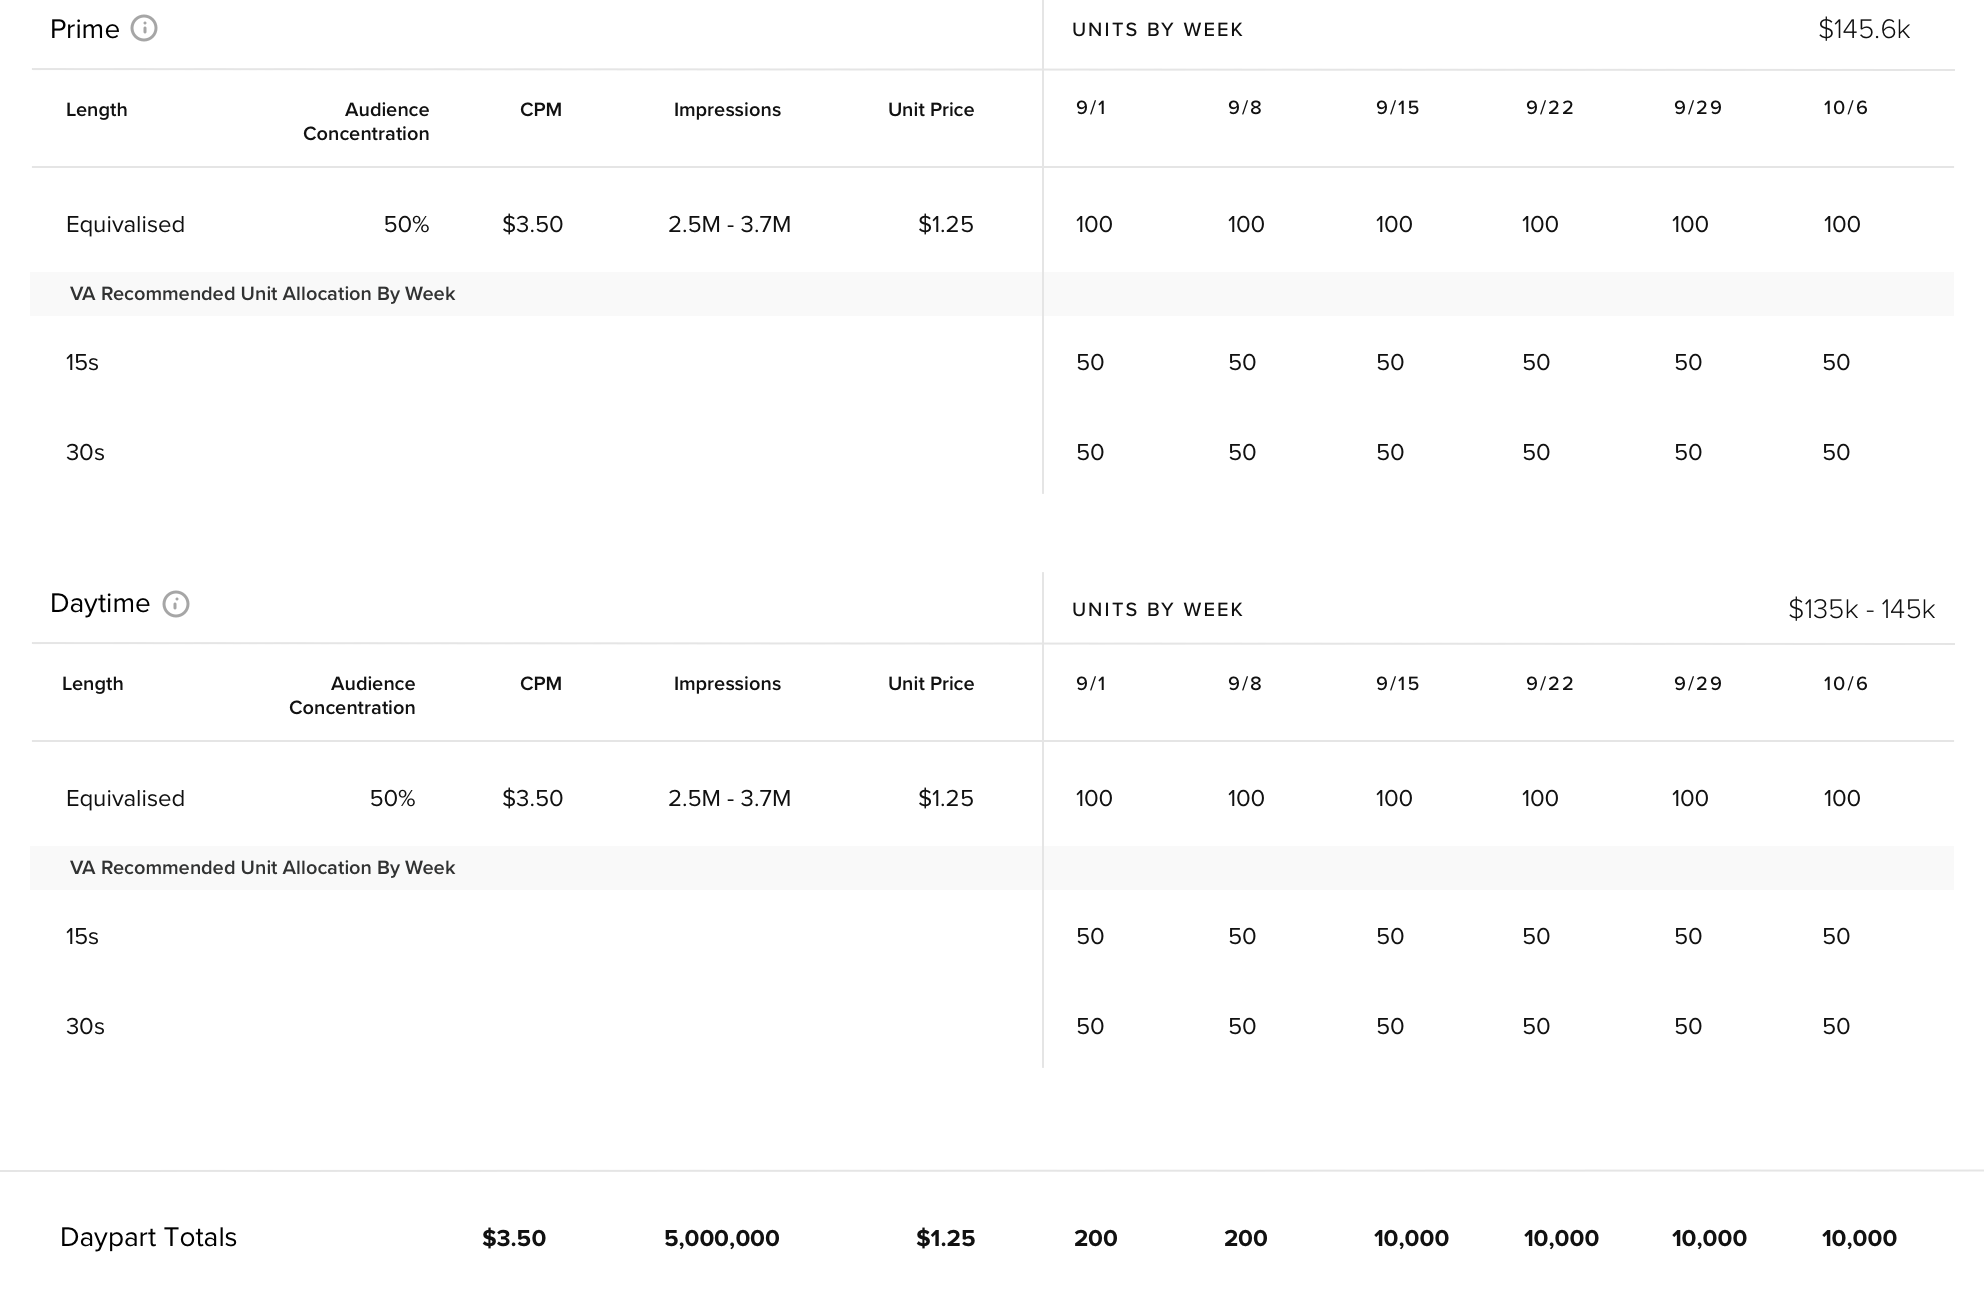 Prime UNITS BY WEEK $145.6k
Length Audience Concentration CPM Impressions Unit Price 9/1 9/8 9/15 9/22 9/29 10/6
Equivalised 50% $3.50 2.5M - 3.7M $1.25 100 100 100 100 100 100
VA Recommended Unit Allocation By Week
15s 50 50 50 50 50 50
30s 50 50 50 50 50 50
Daytime UNITS BY WEEK $135k - 145k
Length Audience Concentration CPM Impressions Unit Price 9/1 9/8 9/15 9/22 9/29 10/6
Equivalised 50% $3.50 2.5M - 3.7M $1.25 100 100 100 100 100 100
VA Recommended Unit Allocation By Week
15s 50 50 50 50 50 50
30s 50 50 50 50 50 50
Daypart Totals $3.50 5,000,000 $1.25 200 200 10,000 10,000 10,000 10,000